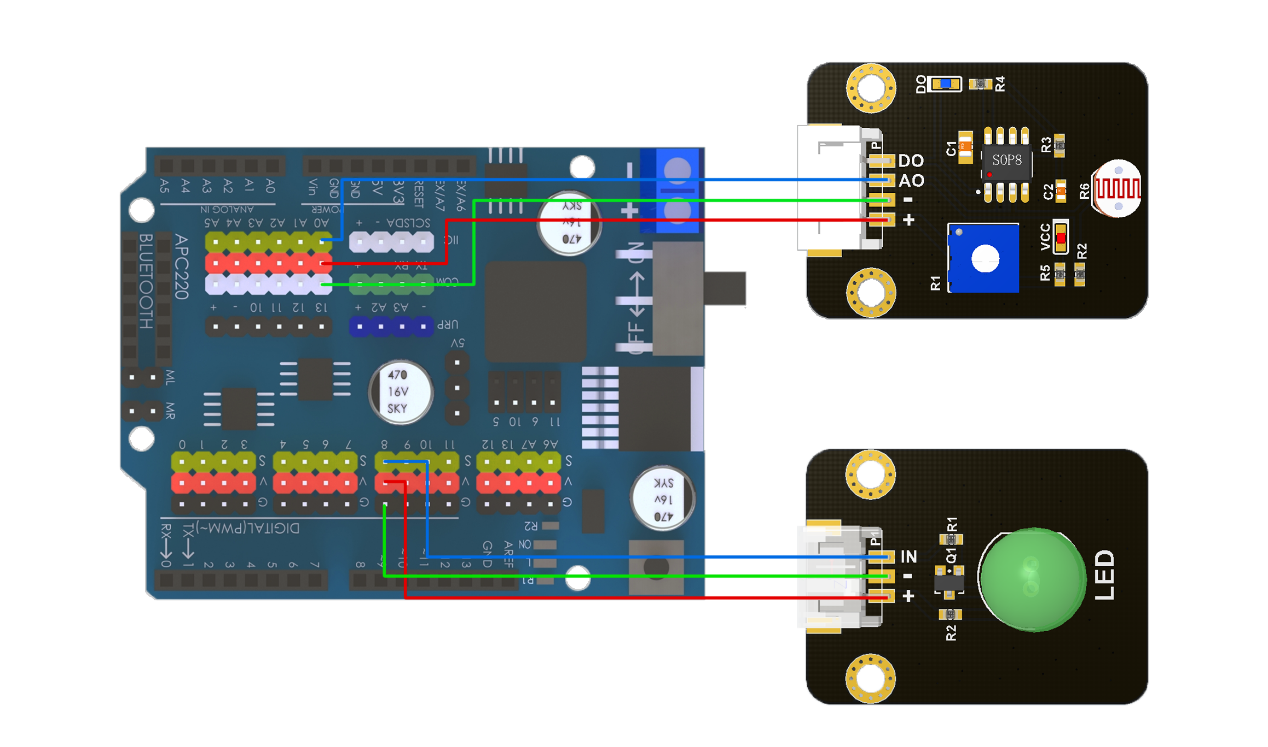 A5 A4 A3 A2 A1 A0
ANALOG IN
Vin GND GND 5V 3V3 RESET EX/A7 EX/A6
POWER
A5 A4 A3 A2 A1 A0
+ - SCL SDA
IIC
+ - RX TX
COM
+ - 10 11 12 13
+ A2 A3 -
URP
5V
BLUETOOTH
APC220
ML
MR
470
16V
SKY
SKY
16v
470
SYK
16v
470
- +
OFF ON
5 10 6 11
0 1 2 3
4 5 6 7
8 9 10 11
12 13 A7 A6
S
V
G
S
V
G
S
V
G
DIGITAL(PWM~)
RX→0
TX→1
2 3 4 5 6 7
8 ~9 ~10 ~11 2 3 GND AREF
R2
ON
L
R1
DO
R4
P
DO
AO
-
+
C1
SOP8
R3
C2
R6
VCC
R5
R2
R1
P1
IN
-
+
R1
Q1
R2
LED